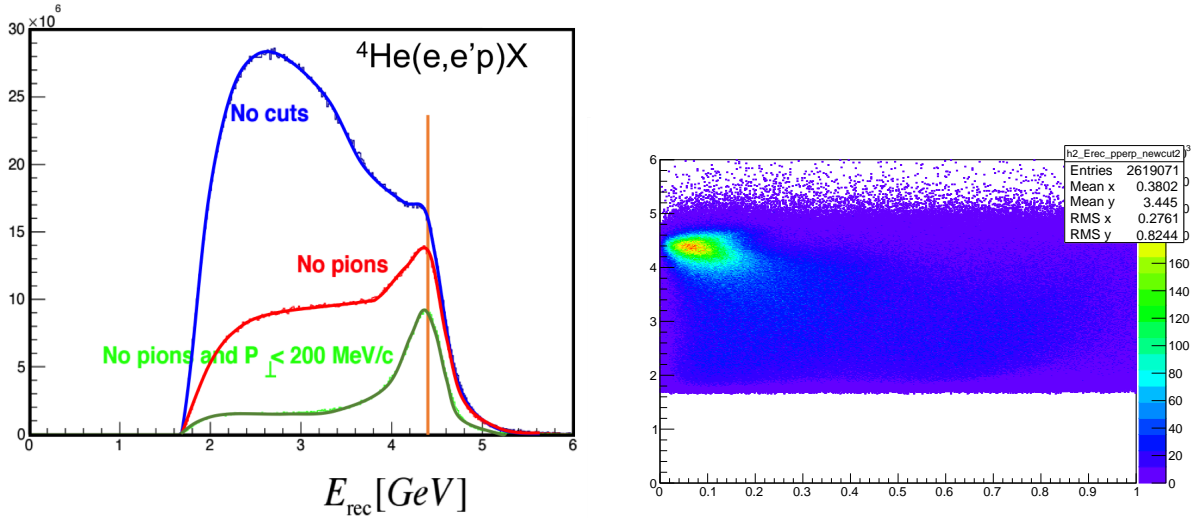 ×10⁶
30
25
20
15
10
5
0
⁴He(e,e’p)X
No cuts
No pions
No pions and P⊥< 200 MeV/c
0 1 2 3 4 5 6
E_rec [GeV]
h2_Erec_pperp_newcut2
Entries 2619071
Mean x 0.3802
Mean y 3.445
RMS x 0.2761
RMS y 0.8244
6
5
4
3
2
1
0
0 0.1 0.2 0.3 0.4 0.5 0.6 0.7 0.8 0.9 1
160
140
120
100
80
60
40
20
0